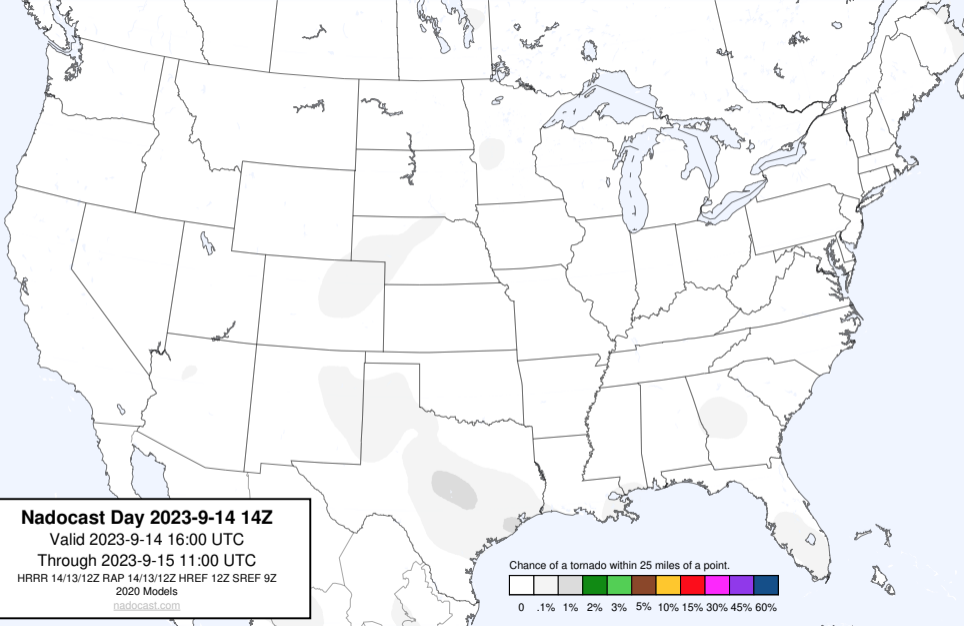 Nadocast Day 2023-9-14 14Z
Valid 2023-9-14 16:00 UTC
Through 2023-9-15 11:00 UTC
HRRR 14/13/12Z RAP 14/13/12Z HREF 12Z SREF 9Z
2020 Models
nadocast.com
Chance of a tornado within 25 miles of a point.
0 .1% 1% 2% 3% 5% 10% 15% 30% 45% 60%